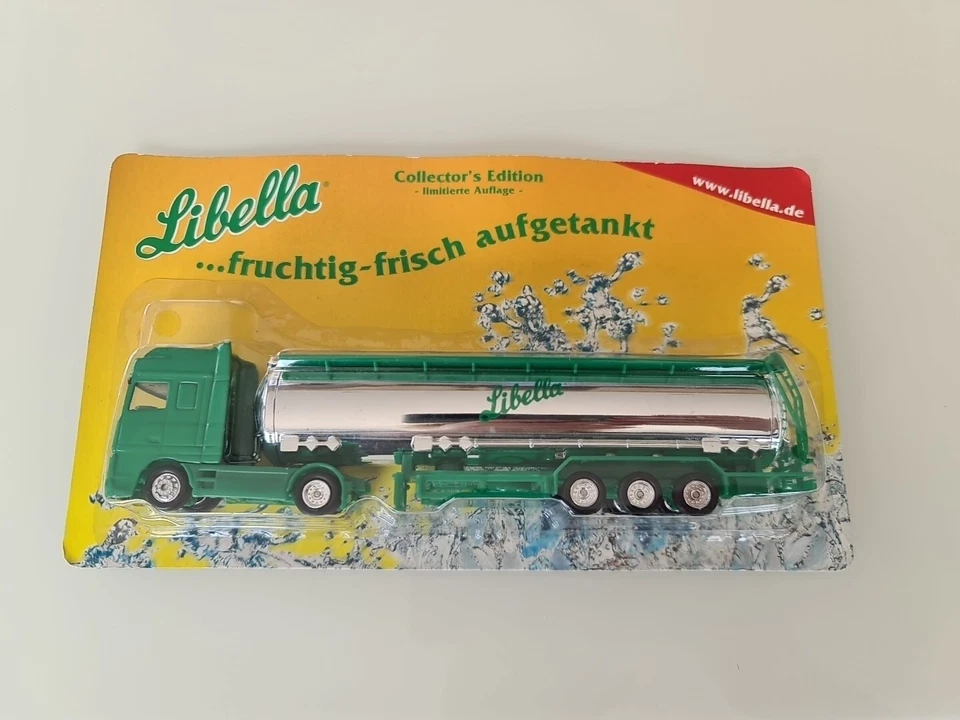 Libella®
Collector's Edition
- limitierte Auflage -
www.libella.de
...fruchtig-frisch aufgetankt
Libella